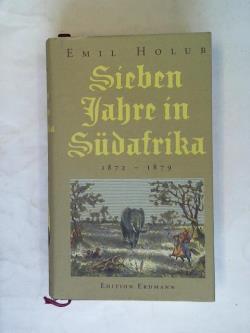 EMIL HOLUB
Sieben
Jahre in
Südafrika
1872 - 1879
EDITION ERDMANN